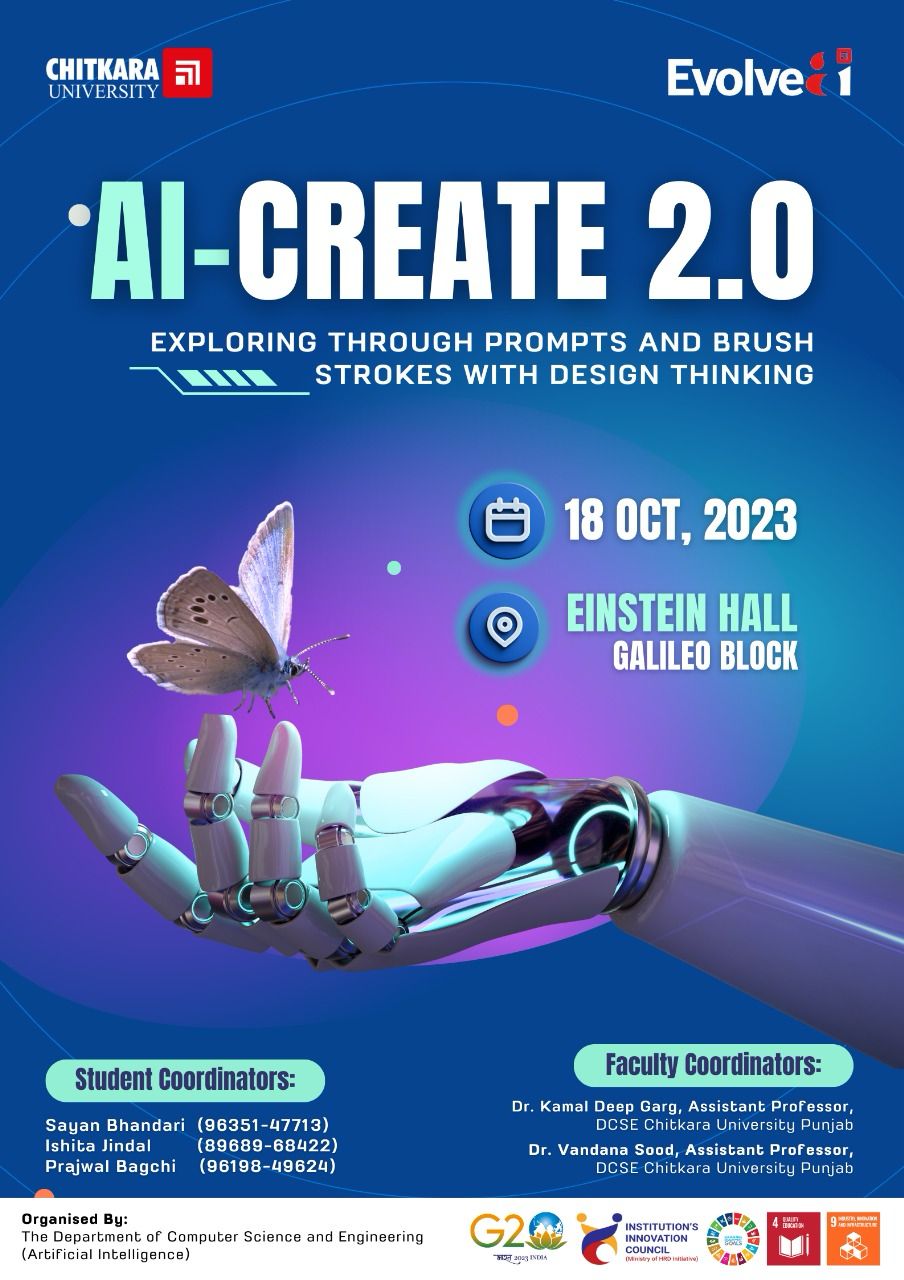 CHITKARA
UNIVERSITY
Evolve i1
AI-CREATE 2.0
EXPLORING THROUGH PROMPTS AND BRUSH
STROKES WITH DESIGN THINKING
18 OCT, 2023
EINSTEIN HALL
GALILEO BLOCK
Student Coordinators:
Sayan Bhandari (96351-47713)
Ishita Jindal (89689-68422)
Prajwal Bagchi (96198-49624)
Faculty Coordinators:
Dr. Kamal Deep Garg, Assistant Professor,
DCSE Chitkara University Punjab
Dr. Vandana Sood, Assistant Professor,
DCSE Chitkara University Punjab
Organised By:
The Department of Computer Science and Engineering
(Artificial Intelligence)
G20
भारत 2023 INDIA
INSTITUTION'S
INNOVATION
COUNCIL
(Ministry of HRD Initiative)
4 QUALITY
EDUCATION
9 INDUSTRY, INNOVATION
AND INFRASTRUCTURE